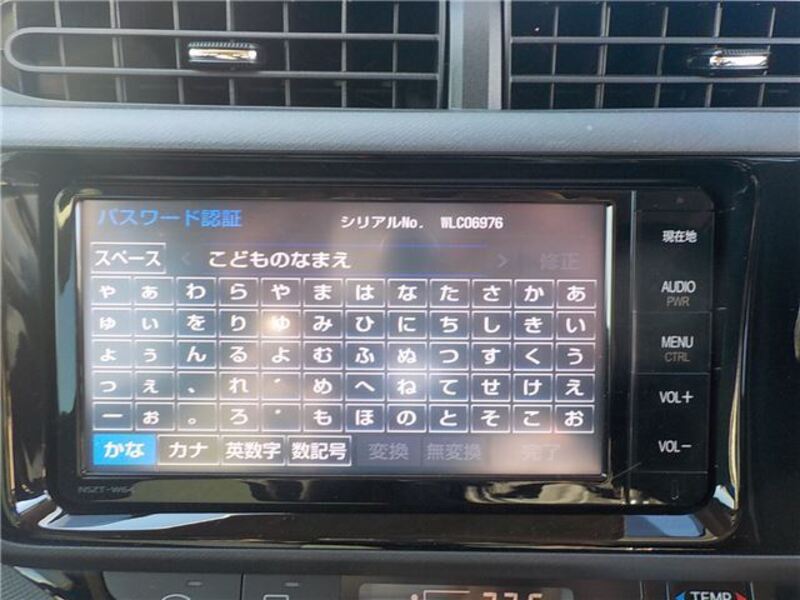 パスワード認証 シリアルNo. WLC06976
スペース こどものなまえ 修正
ゃ ぁ わ ら や ま は な た さ か あ
ゅ ぃ を り ゆ み ひ に ち し き い
ょ ぅ ん る よ む ふ ぬ つ す く う
っ ぇ 、 れ ゛ め へ ね て せ け え
ー ぉ 。 ろ ゜ も ほ の と そ こ お
かな カナ 英数字 数記号 変換 無変換 完了
現在地
AUDIO
PWR
MENU
CTRL
VOL+
VOL-
TEMP